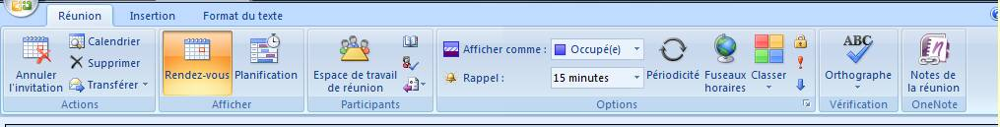 Réunion Insertion Format du texte
Annuler l'invitation
Calendrier
Supprimer
Transférer
Actions
Rendez-vous
Planification
Afficher
Espace de travail de réunion
Participants
Afficher comme : Occupé(e)
Rappel : 15 minutes
Périodicité
Fuseaux horaires
Classer
Options
ABC
Orthographe
Vérification
Notes de la réunion
OneNote